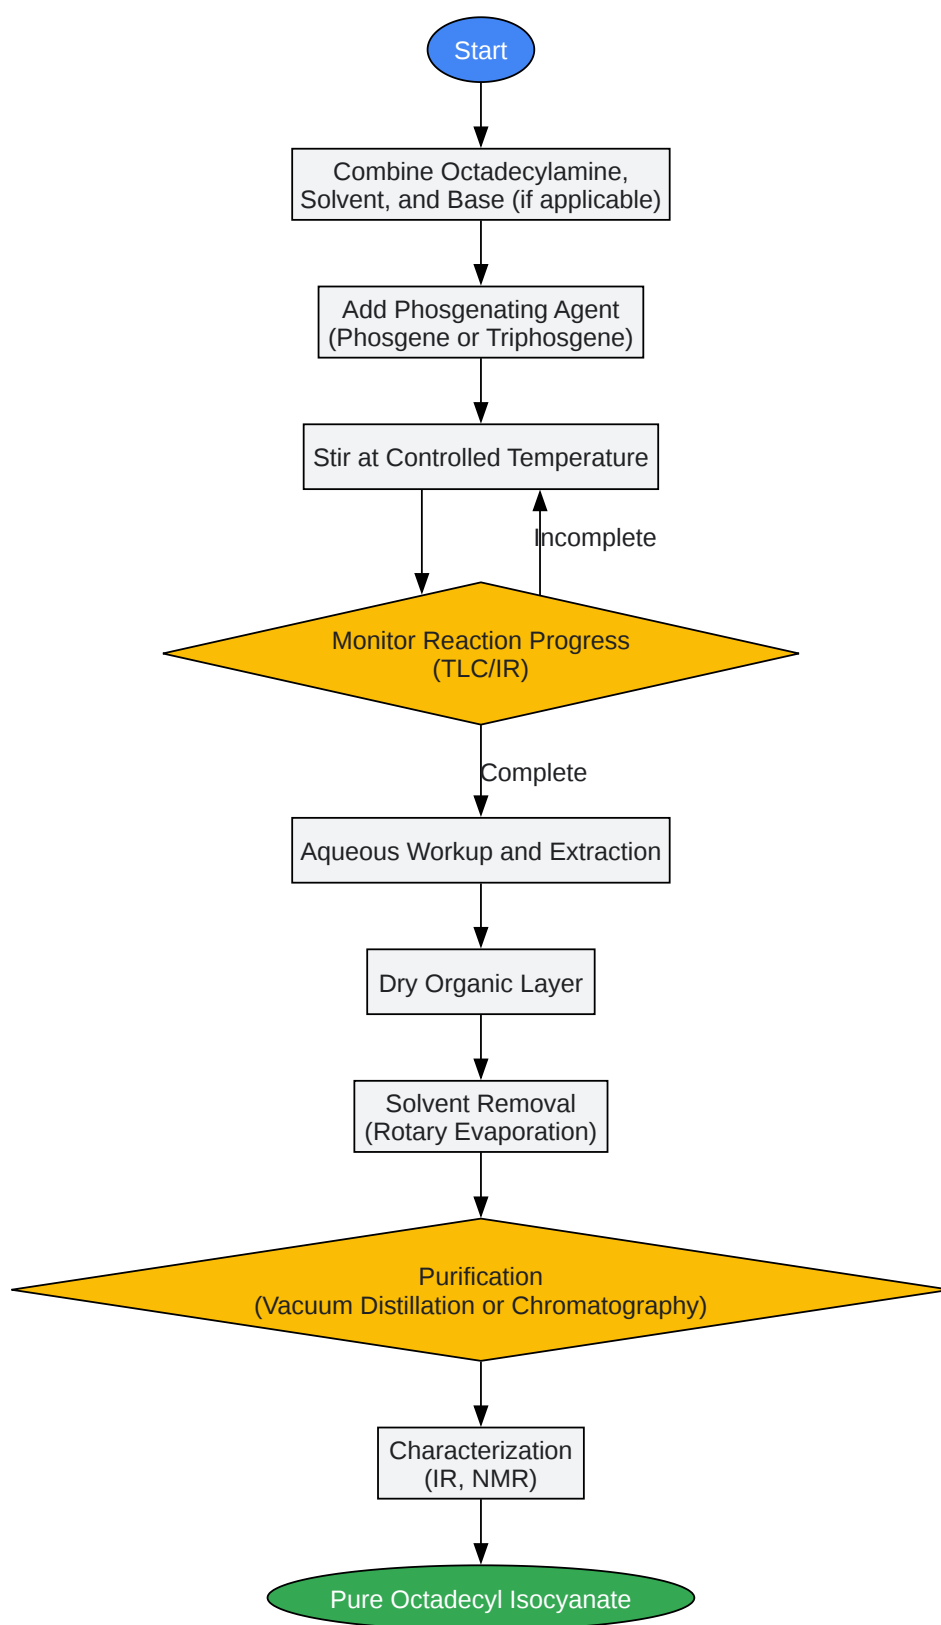 Start
Combine Octadecylamine,
Solvent, and Base (if applicable)
Add Phosgenating Agent
(Phosgene or Triphosgene)
Stir at Controlled Temperature
Incomplete
Monitor Reaction Progress
(TLC/IR)
Complete
Aqueous Workup and Extraction
Dry Organic Layer
Solvent Removal
(Rotary Evaporation)
Purification
(Vacuum Distillation or Chromatography)
Characterization
(IR, NMR)
Pure Octadecyl Isocyanate